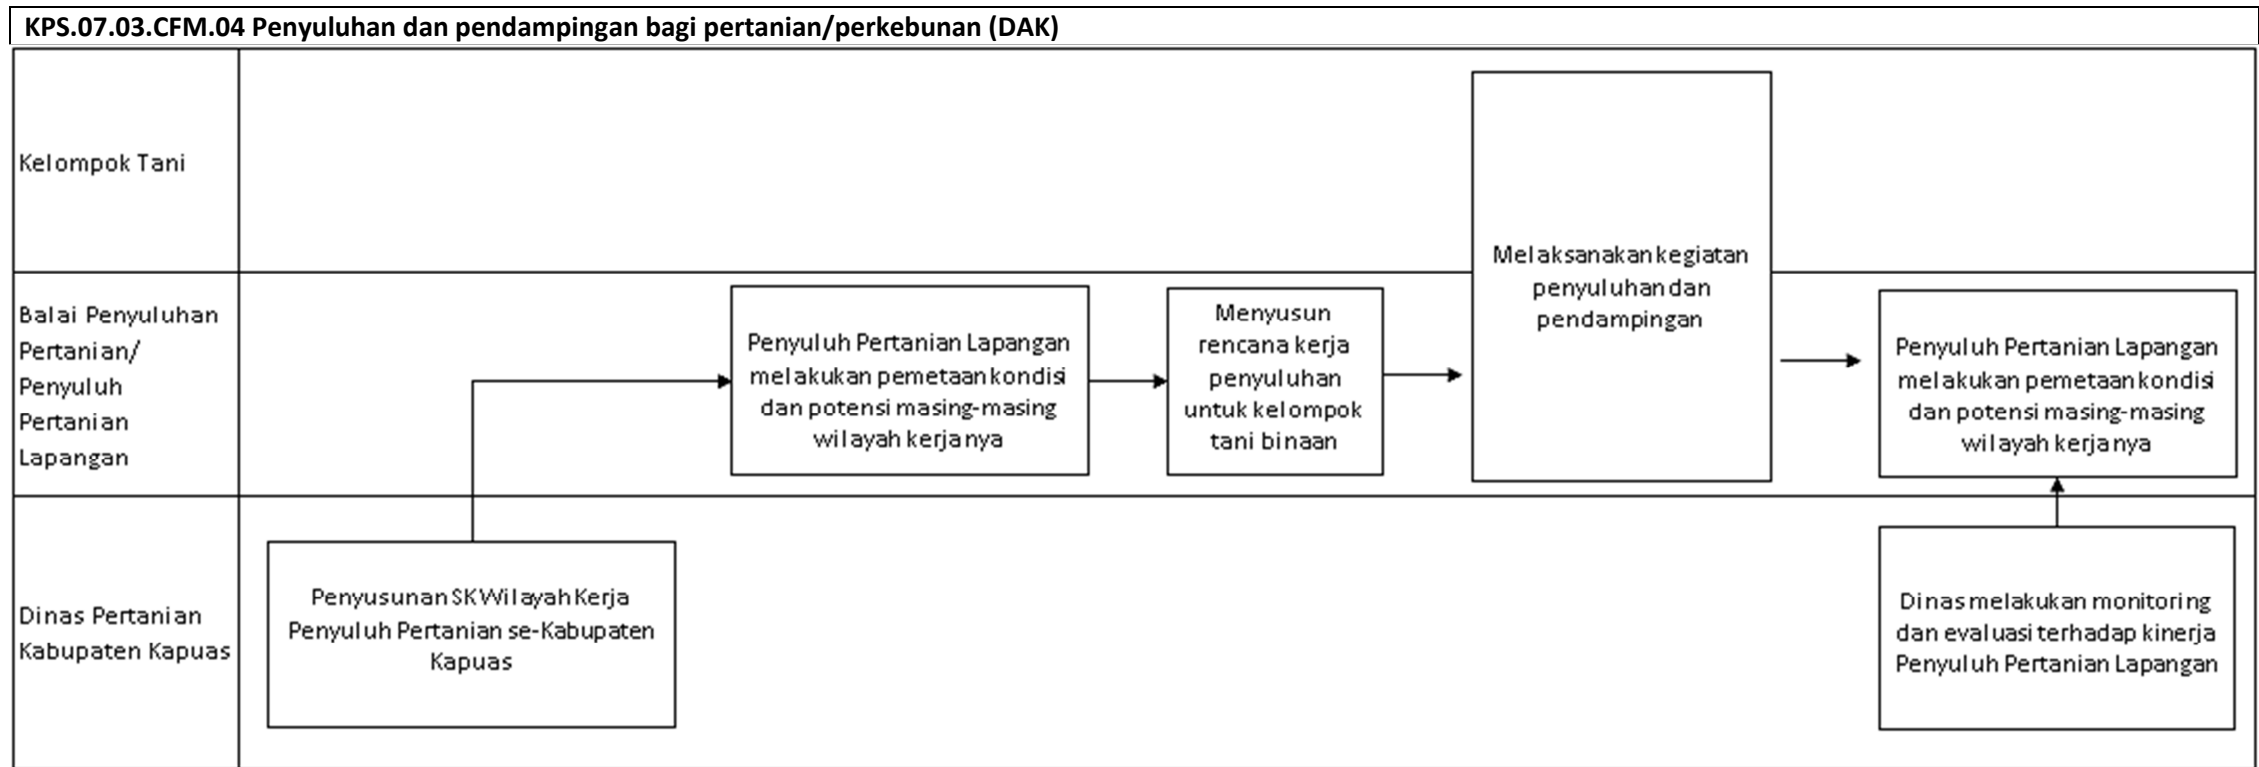 KPS.07.03.CFM.04 Penyuluhan dan pendampingan bagi pertanian/perkebunan (DAK)
Kelompok Tani
Melaksanakan kegiatan
penyuluhan dan
pendampingan
Balai Penyuluhan
Pertanian/
Penyuluh
Pertanian
Lapangan
Penyuluh Pertanian Lapangan
melakukan pemetaan kondisi
dan potensi masing-masing
wilayah kerjanya
Menyusun
rencana kerja
penyuluhan
untuk kelompok
tani binaan
Penyuluh Pertanian Lapangan
melakukan pemetaan kondisi
dan potensi masing-masing
wilayah kerjanya
Dinas Pertanian
Kabupaten Kapuas
Penyusunan SK Wilayah Kerja
Penyuluh Pertanian se-Kabupaten
Kapuas
Dinas melakukan monitoring
dan evaluasi terhadap kinerja
Penyuluh Pertanian Lapangan